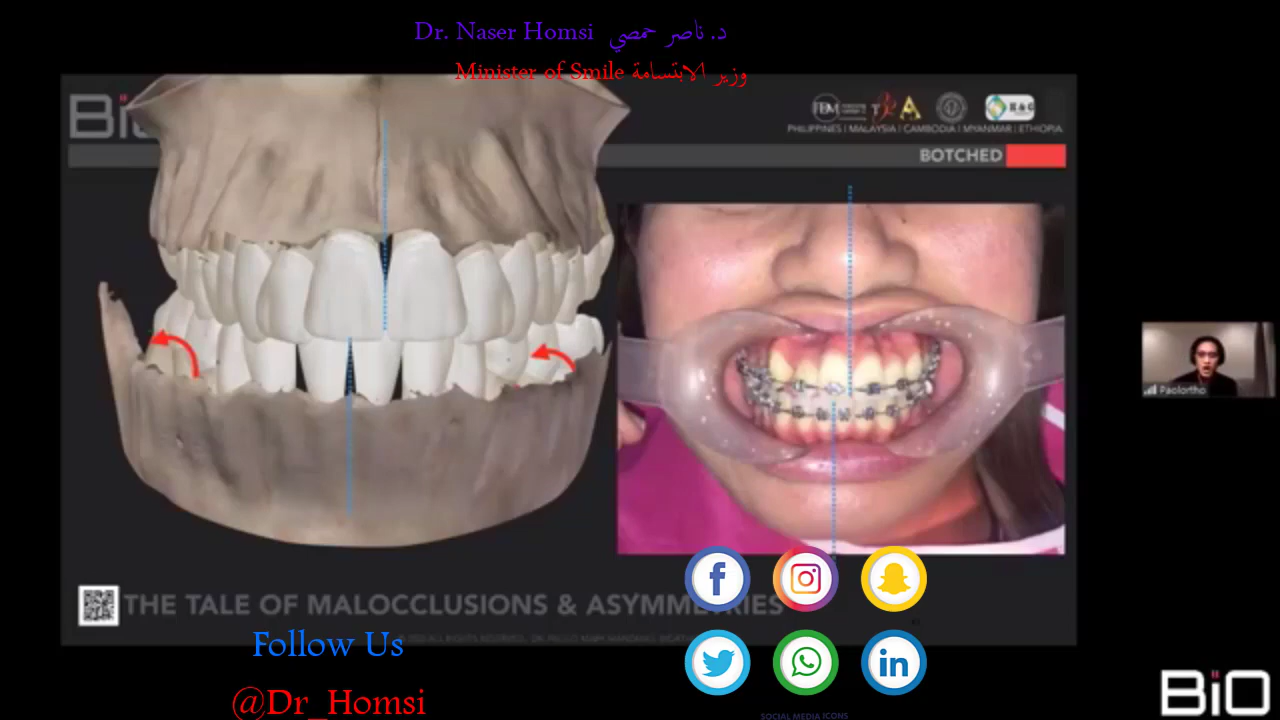 Dr. Naser Homsi د. ناصر حمصي
Minister of Smile وزير الابتسامة
PHILIPPINES | MALAYSIA | CAMBODIA | MYANMAR | ETHIOPIA
BOTCHED
Paolortho
THE TALE OF MALOCCLUSIONS & ASYMMETRIES
Follow Us
@Dr_Homsi
SOCIAL MEDIA ICONS
BiO